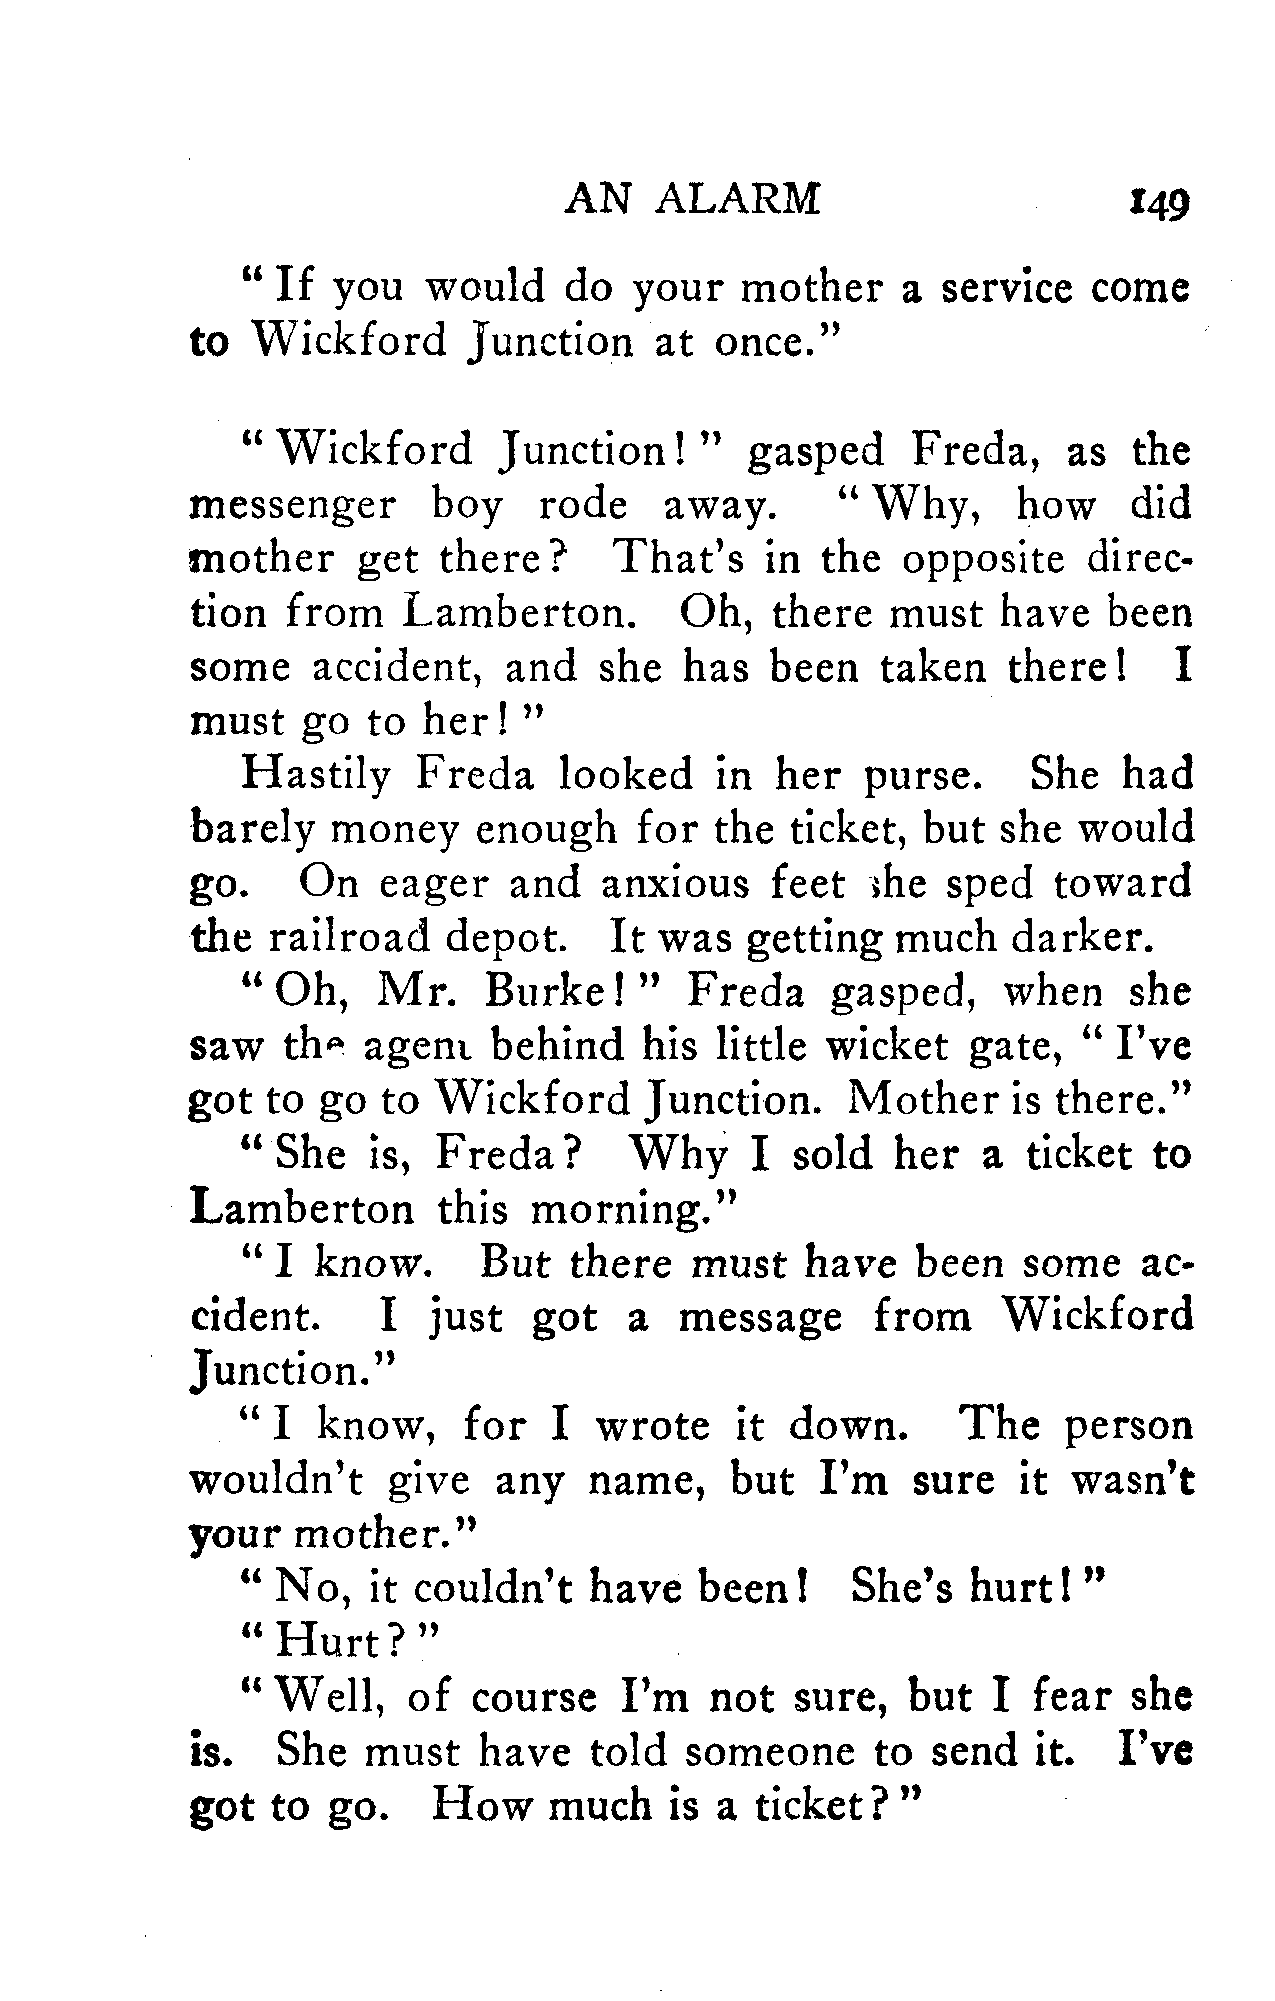 AN ALARM 149
" If you would do your mother a service come
to Wickford Junction at once."
" Wickford Junction! " gasped Freda, as the
messenger boy rode away. " Why, how did
mother get there? That's in the opposite direc-
tion from Lamberton. Oh, there must have been
some accident, and she has been taken there! I
must go to her! "
Hastily Freda looked in her purse. She had
barely money enough for the ticket, but she would
go. On eager and anxious feet she sped toward
the railroad depot. It was getting much darker.
" Oh, Mr. Burke! " Freda gasped, when she
saw the agent behind his little wicket gate, " I've
got to go to Wickford Junction. Mother is there."
" She is, Freda? Why I sold her a ticket to
Lamberton this morning."
" I know. But there must have been some ac-
cident. I just got a message from Wickford
Junction."
" I know, for I wrote it down. The person
wouldn't give any name, but I'm sure it wasn't
your mother."
" No, it couldn't have been! She's hurt! "
" Hurt? "
" Well, of course I'm not sure, but I fear she
is. She must have told someone to send it. I've
got to go. How much is a ticket? "